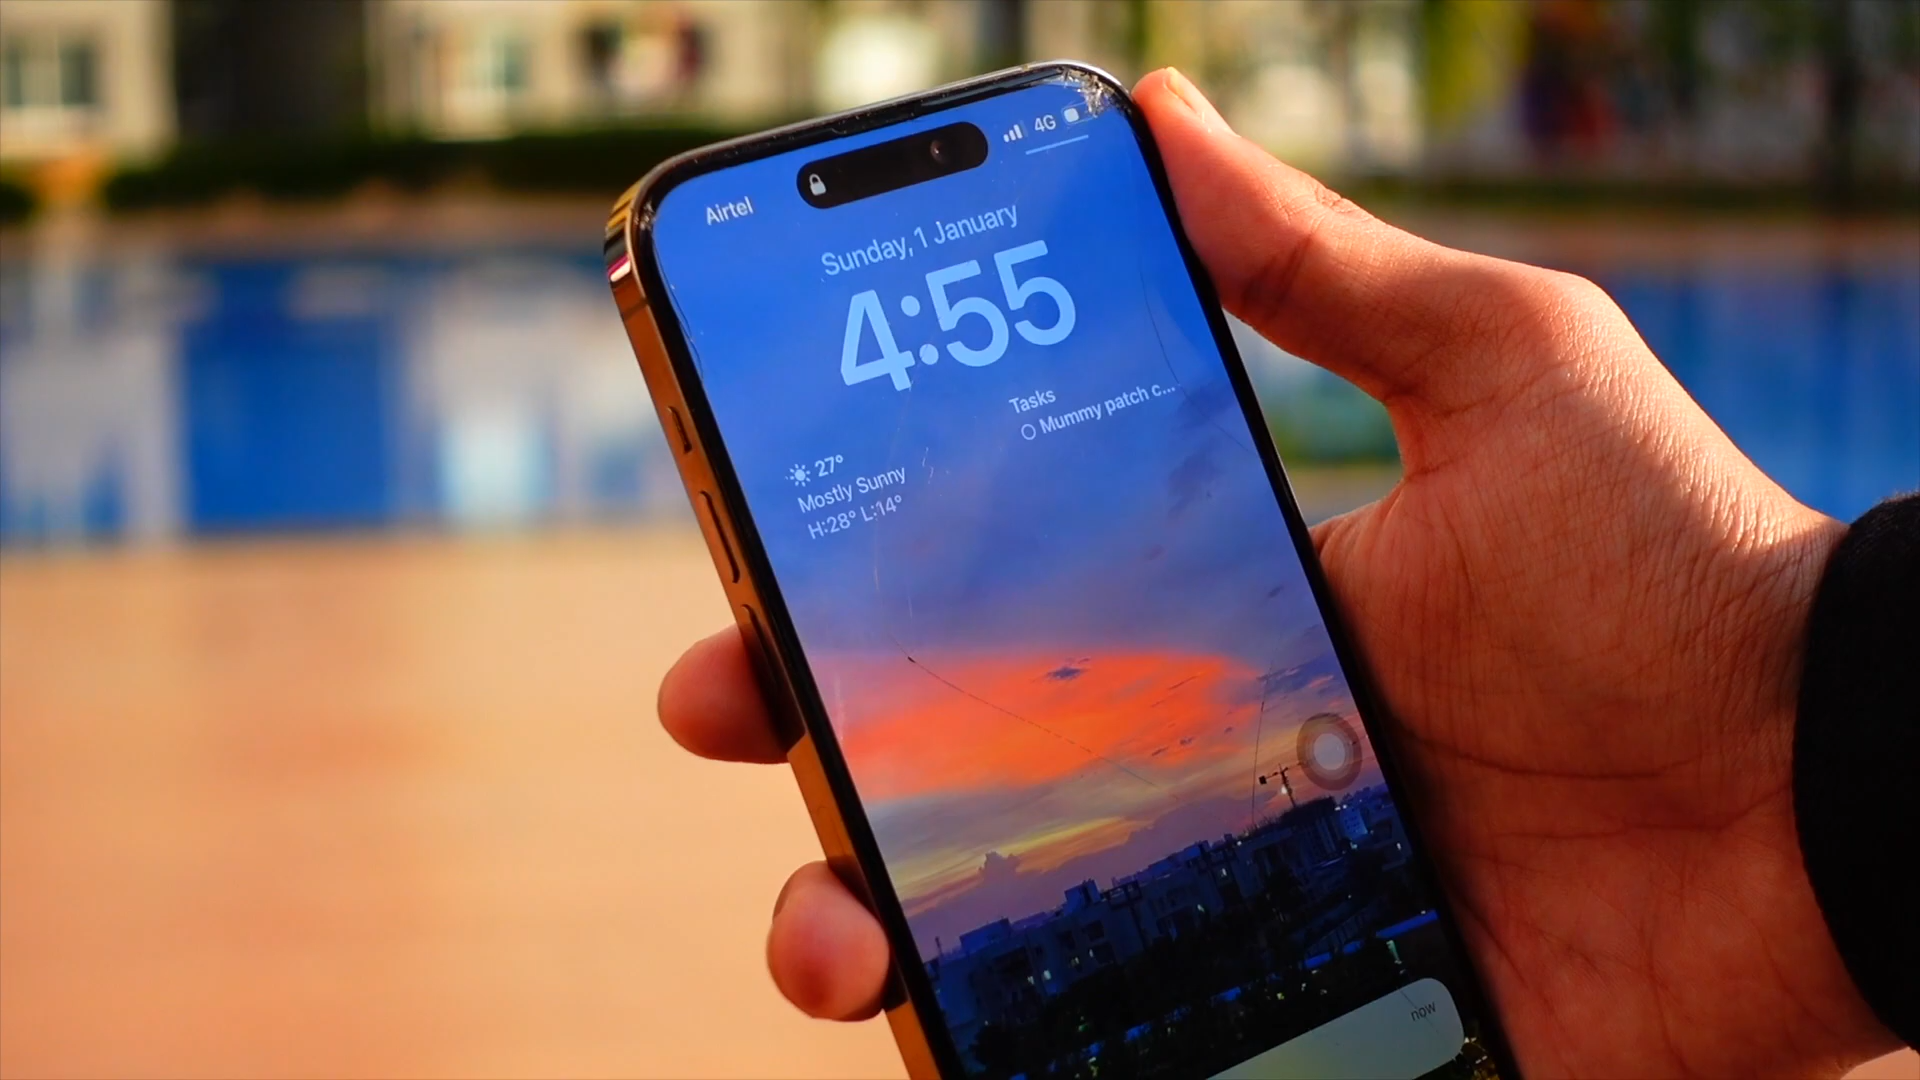 Airtel
4G
Sunday, 1 January
4:55
Tasks
Mummy patch c...
27°
Mostly Sunny
H:28° L:14°
now